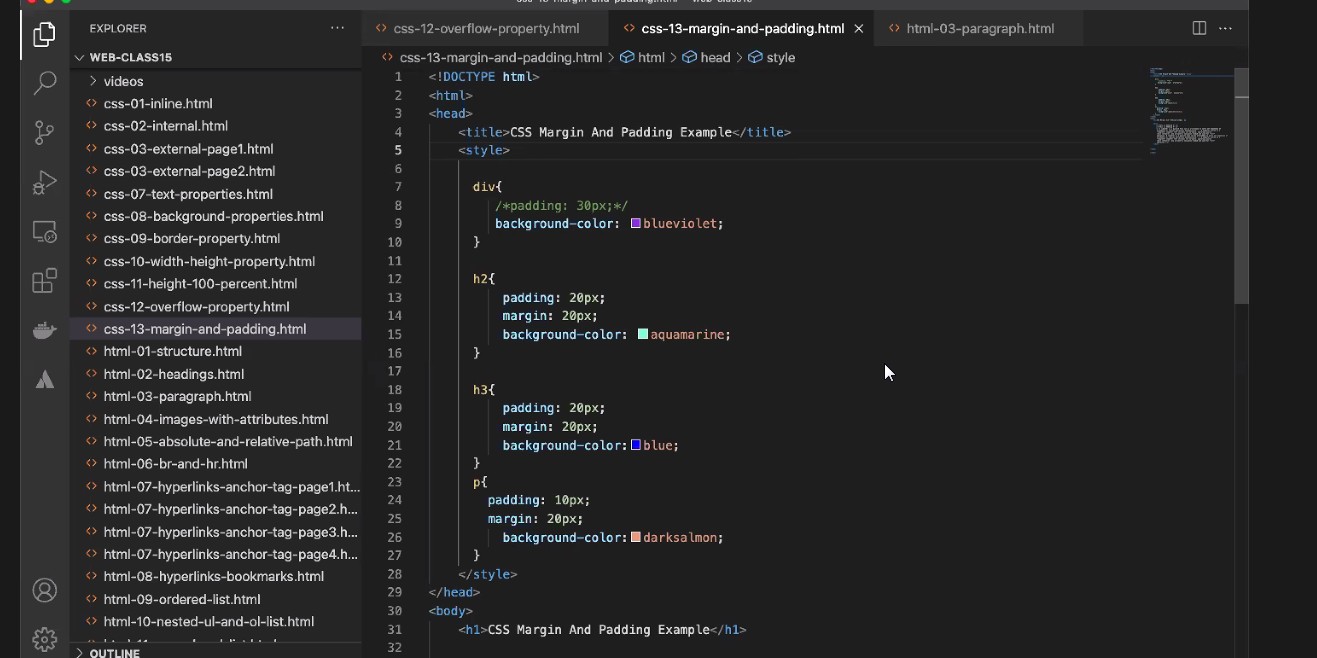 EXPLORER
WEB-CLASS15
videos
css-01-inline.html
css-02-internal.html
css-03-external-page1.html
css-03-external-page2.html
css-07-text-properties.html
css-08-background-properties.html
css-09-border-property.html
css-10-width-height-property.html
css-11-height-100-percent.html
css-12-overflow-property.html
css-13-margin-and-padding.html
html-01-structure.html
html-02-headings.html
html-03-paragraph.html
html-04-images-with-attributes.html
html-05-absolute-and-relative-path.html
html-06-br-and-hr.html
html-07-hyperlinks-anchor-tag-page1.ht...
html-07-hyperlinks-anchor-tag-page2.h...
html-07-hyperlinks-anchor-tag-page3.h...
html-07-hyperlinks-anchor-tag-page4.h...
html-08-hyperlinks-bookmarks.html
html-09-ordered-list.html
html-10-nested-ul-and-ol-list.html
OUTLINE
css-12-overflow-property.html css-13-margin-and-padding.html html-03-paragraph.html
css-13-margin-and-padding.html > html > head > style
1 <!DOCTYPE html>
2 <html>
3 <head>
4 <title>CSS Margin And Padding Example</title>
5 <style>
6
7 div{
8 /*padding: 30px;*/
9 background-color: blueviolet;
10 }
11
12 h2{
13 padding: 20px;
14 margin: 20px;
15 background-color: aquamarine;
16 }
17
18 h3{
19 padding: 20px;
20 margin: 20px;
21 background-color: blue;
22 }
23 p{
24 padding: 10px;
25 margin: 20px;
26 background-color: darksalmon;
27 }
28 </style>
29 </head>
30 <body>
31 <h1>CSS Margin And Padding Example</h1>
32